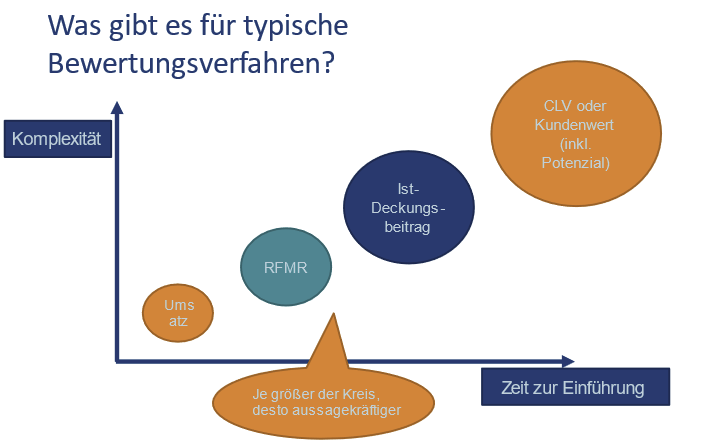 Was gibt es für typische
Bewertungsverfahren?
Komplexität
CLV oder
Kundenwert
(inkl.
Potenzial)
Ist-
Deckungs-
beitrag
RFMR
Ums
atz
Je größer der Kreis,
desto aussagekräftiger
Zeit zur Einführung